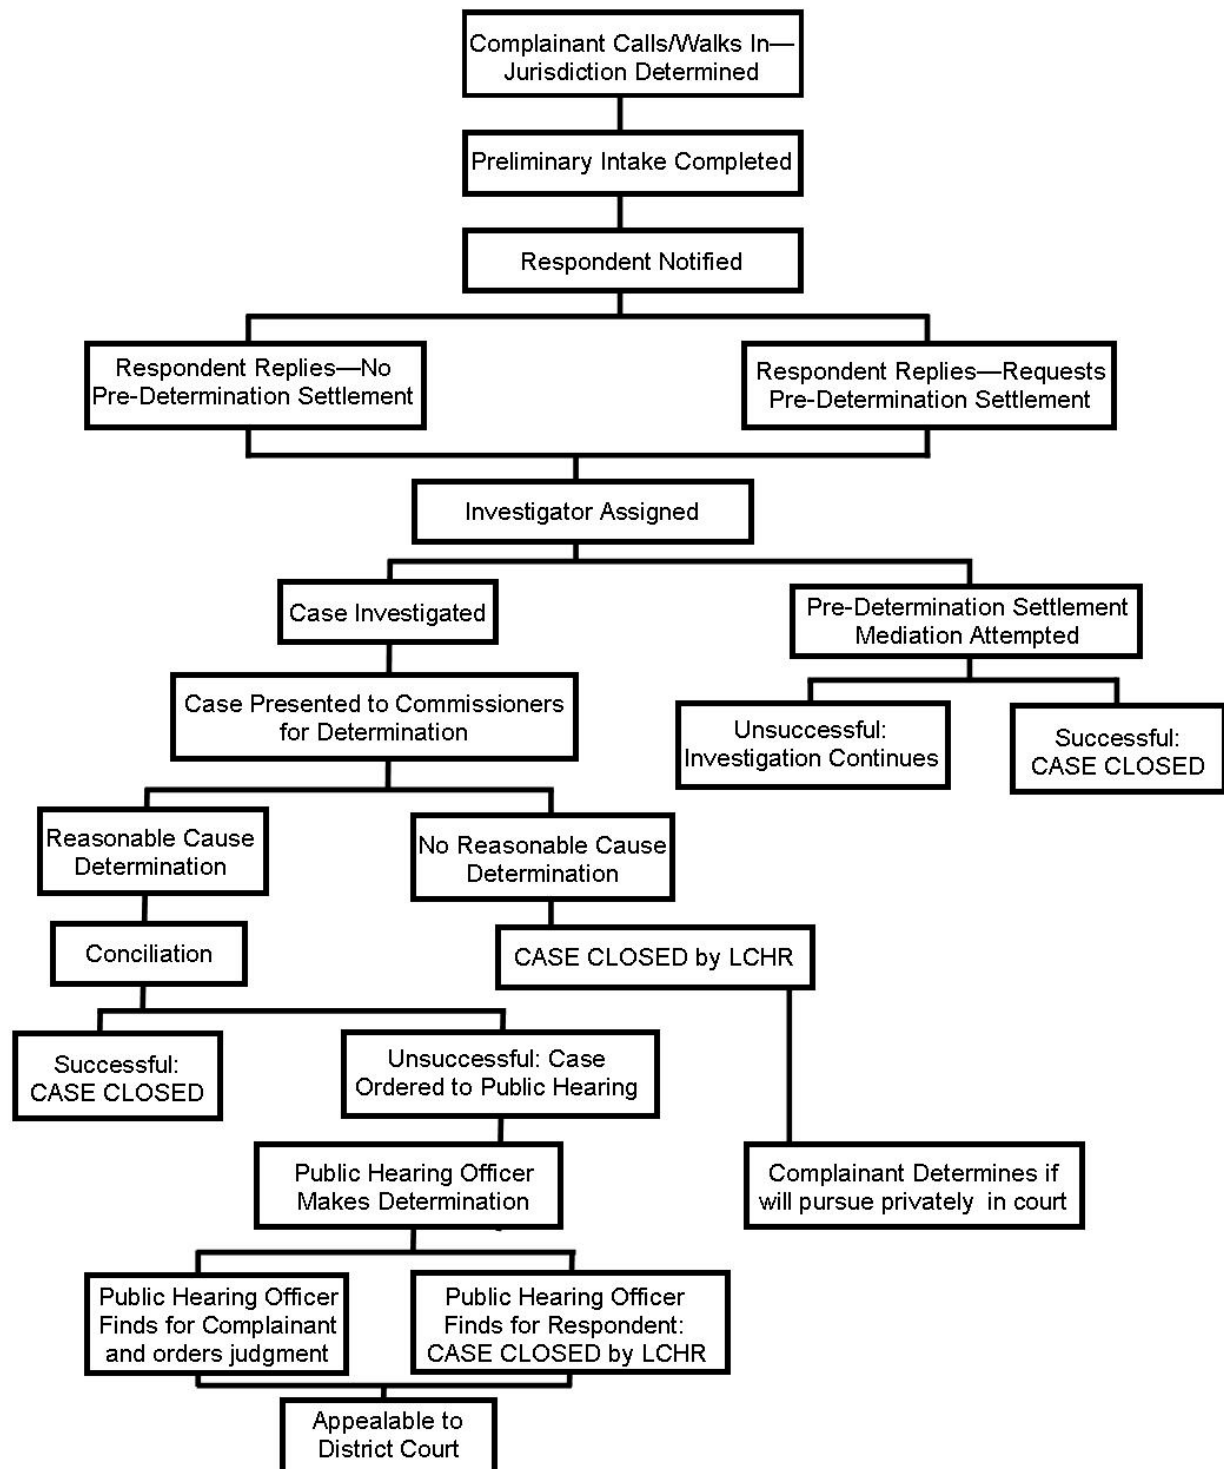 Complainant Calls/Walks In—
Jurisdiction Determined
Preliminary Intake Completed
Respondent Notified
Respondent Replies—No
Pre-Determination Settlement
Respondent Replies—Requests
Pre-Determination Settlement
Investigator Assigned
Case Investigated
Pre-Determination Settlement
Mediation Attempted
Case Presented to Commissioners
for Determination
Unsuccessful:
Investigation Continues
Successful:
CASE CLOSED
Reasonable Cause
Determination
No Reasonable Cause
Determination
Conciliation
CASE CLOSED by LCHR
Successful:
CASE CLOSED
Unsuccessful: Case
Ordered to Public Hearing
Public Hearing Officer
Makes Determination
Complainant Determines if
will pursue privately in court
Public Hearing Officer
Finds for Complainant
and orders judgment
Public Hearing Officer
Finds for Respondent:
CASE CLOSED by LCHR
Appealable to
District Court